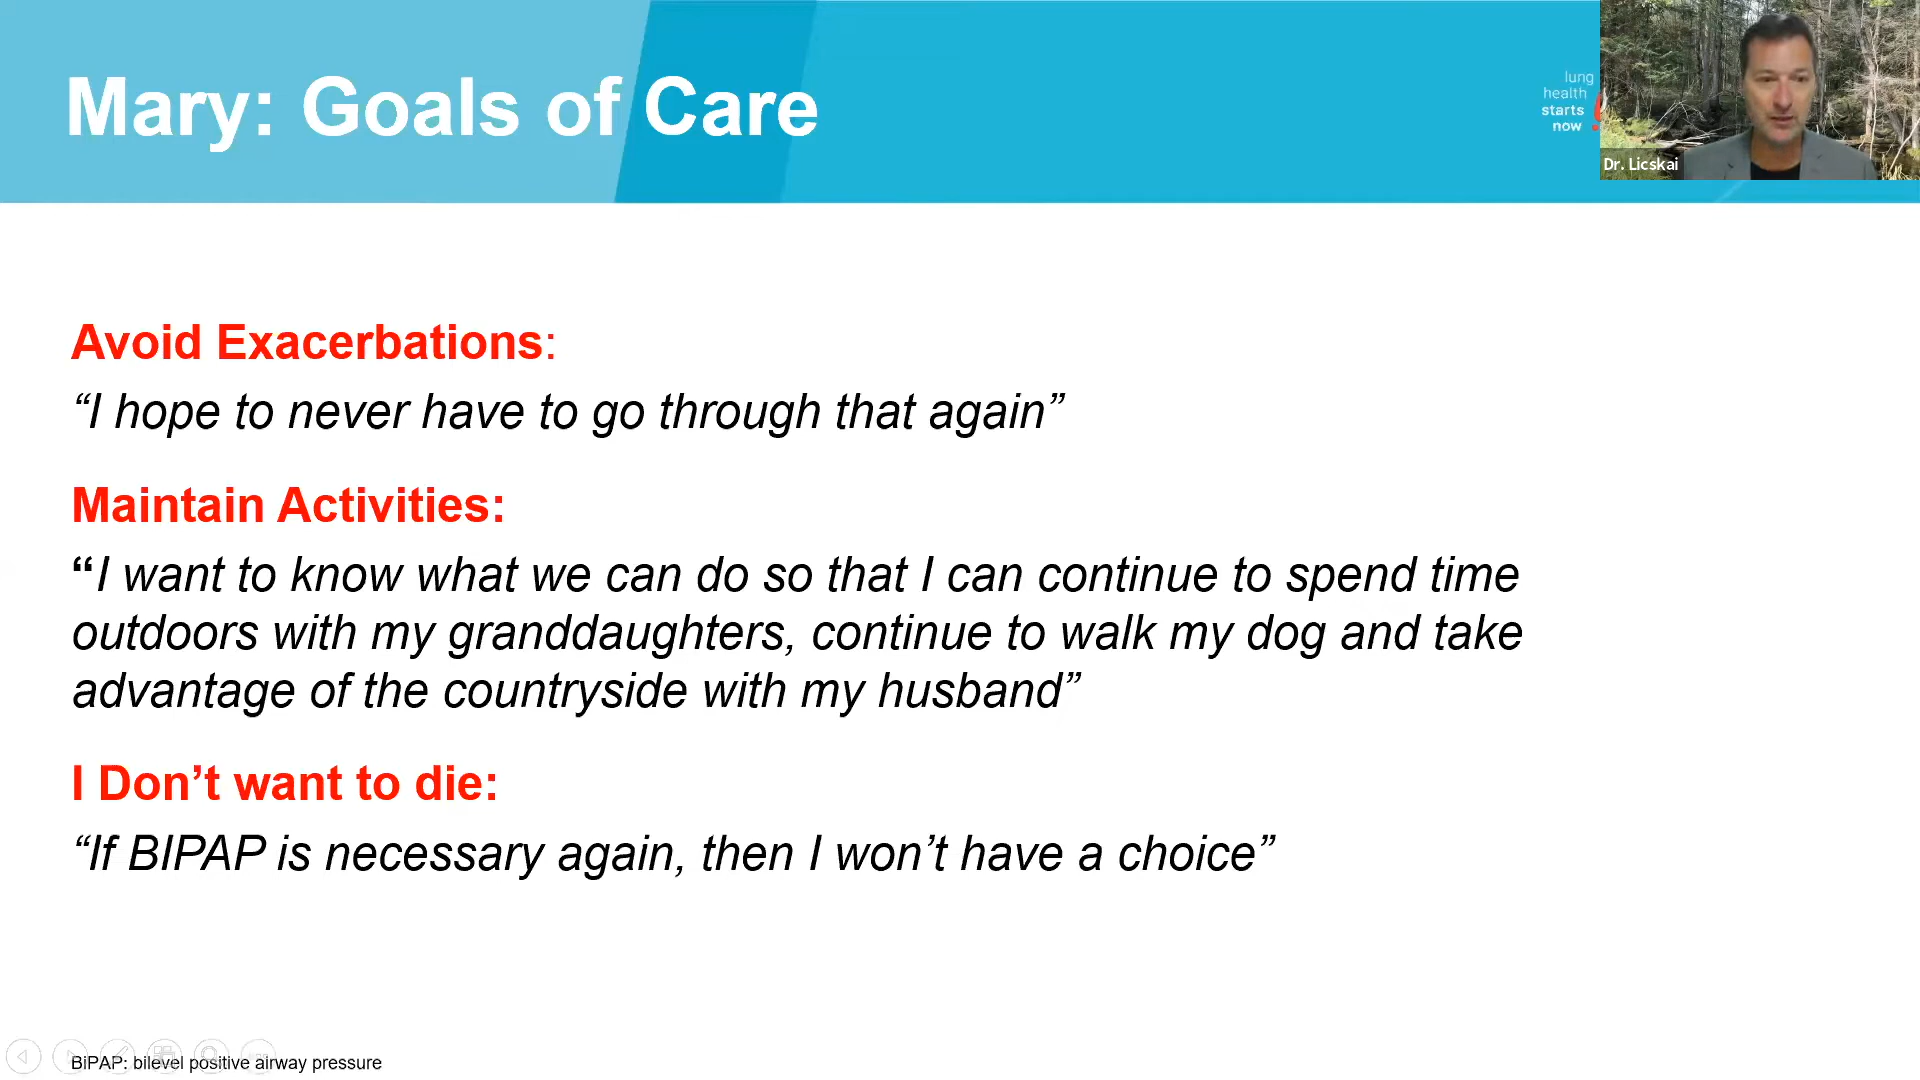 Mary: Goals of Care
lung
health
starts
now
Dr. Licskai
Avoid Exacerbations:
“I hope to never have to go through that again”
Maintain Activities:
“I want to know what we can do so that I can continue to spend time
outdoors with my granddaughters, continue to walk my dog and take
advantage of the countryside with my husband”
I Don’t want to die:
“If BIPAP is necessary again, then I won’t have a choice”
BiPAP: bilevel positive airway pressure